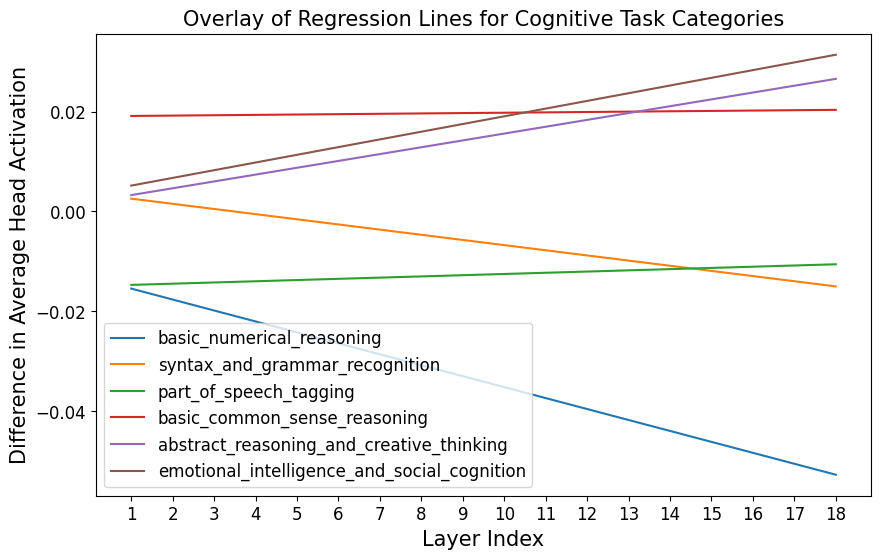 Overlay of Regression Lines for Cognitive Task Categories
Difference in Average Head Activation
0.02
0.00
−0.02
−0.04
basic_numerical_reasoning
syntax_and_grammar_recognition
part_of_speech_tagging
basic_common_sense_reasoning
abstract_reasoning_and_creative_thinking
emotional_intelligence_and_social_cognition
1 2 3 4 5 6 7 8 9 10 11 12 13 14 15 16 17 18
Layer Index